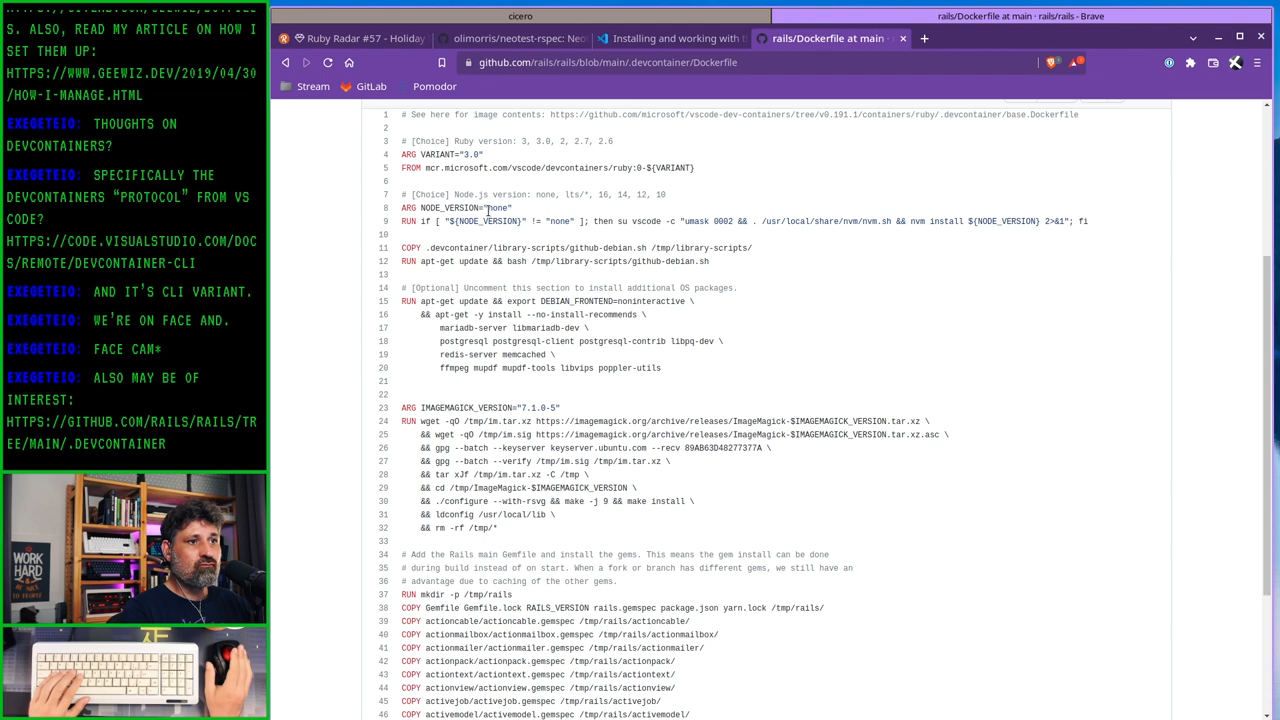 S. ALSO, READ MY ARTICLE ON HOW I
SET THEM UP:
HTTPS://WWW.GEEWIZ.DEV/2019/04/30
/HOW-I-MANAGE.HTML
EXEGETEIO: THOUGHTS ON
DEVCONTAINERS?
EXEGETEIO: SPECIFICALLY THE
DEVCONTAINERS “PROTOCOL” FROM VS
CODE?
HTTPS://CODE.VISUALSTUDIO.COM/DOC
S/REMOTE/DEVCONTAINER-CLI
EXEGETEIO: AND IT’S CLI VARIANT.
EXEGETEIO: WE’RE ON FACE AND.
EXEGETEIO: FACE CAM*
EXEGETEIO: ALSO MAY BE OF
INTEREST:
HTTPS://GITHUB.COM/RAILS/RAILS/TR
EE/MAIN/.DEVCONTAINER
WORK
HARD
cicero
rails/Dockerfile at main · rails/rails - Brave
Ruby Radar #57 - Holiday
olimorris/neotest-rspec: Neo
Installing and working with t
rails/Dockerfile at main ·
github.com/rails/rails/blob/main/.devcontainer/Dockerfile
Stream GitLab Pomodor
1 # See here for image contents: https://github.com/microsoft/vscode-dev-containers/tree/v0.191.1/containers/ruby/.devcontainer/base.Dockerfile
2
3 # [Choice] Ruby version: 3, 3.0, 2, 2.7, 2.6
4 ARG VARIANT="3.0"
5 FROM mcr.microsoft.com/vscode/devcontainers/ruby:0-${VARIANT}
6
7 # [Choice] Node.js version: none, lts/*, 16, 14, 12, 10
8 ARG NODE_VERSION="none"
9 RUN if [ "${NODE_VERSION}" != "none" ]; then su vscode -c "umask 0002 && . /usr/local/share/nvm/nvm.sh && nvm install ${NODE_VERSION} 2>&1"; fi
10
11 COPY .devcontainer/library-scripts/github-debian.sh /tmp/library-scripts/
12 RUN apt-get update && bash /tmp/library-scripts/github-debian.sh
13
14 # [Optional] Uncomment this section to install additional OS packages.
15 RUN apt-get update && export DEBIAN_FRONTEND=noninteractive \
16 && apt-get -y install --no-install-recommends \
17 mariadb-server libmariadb-dev \
18 postgresql postgresql-client postgresql-contrib libpq-dev \
19 redis-server memcached \
20 ffmpeg mupdf mupdf-tools libvips poppler-utils
21
22
23 ARG IMAGEMAGICK_VERSION="7.1.0-5"
24 RUN wget -qO /tmp/im.tar.xz https://imagemagick.org/archive/releases/ImageMagick-$IMAGEMAGICK_VERSION.tar.xz \
25 && wget -qO /tmp/im.sig https://imagemagick.org/archive/releases/ImageMagick-$IMAGEMAGICK_VERSION.tar.xz.asc \
26 && gpg --batch --keyserver keyserver.ubuntu.com --recv 89AB63D48277377A \
27 && gpg --batch --verify /tmp/im.sig /tmp/im.tar.xz \
28 && tar xJf /tmp/im.tar.xz -C /tmp \
29 && cd /tmp/ImageMagick-$IMAGEMAGICK_VERSION \
30 && ./configure --with-rsvg && make -j 9 && make install \
31 && ldconfig /usr/local/lib \
32 && rm -rf /tmp/*
33
34 # Add the Rails main Gemfile and install the gems. This means the gem install can be done
35 # during build instead of on start. When a fork or branch has different gems, we still have an
36 # advantage due to caching of the other gems.
37 RUN mkdir -p /tmp/rails
38 COPY Gemfile Gemfile.lock RAILS_VERSION rails.gemspec package.json yarn.lock /tmp/rails/
39 COPY actioncable/actioncable.gemspec /tmp/rails/actioncable/
40 COPY actionmailbox/actionmailbox.gemspec /tmp/rails/actionmailbox/
41 COPY actionmailer/actionmailer.gemspec /tmp/rails/actionmailer/
42 COPY actionpack/actionpack.gemspec /tmp/rails/actionpack/
43 COPY actiontext/actiontext.gemspec /tmp/rails/actiontext/
44 COPY actionview/actionview.gemspec /tmp/rails/actionview/
45 COPY activejob/activejob.gemspec /tmp/rails/activejob/
46 COPY activemodel/activemodel.gemspec /tmp/rails/activemodel/